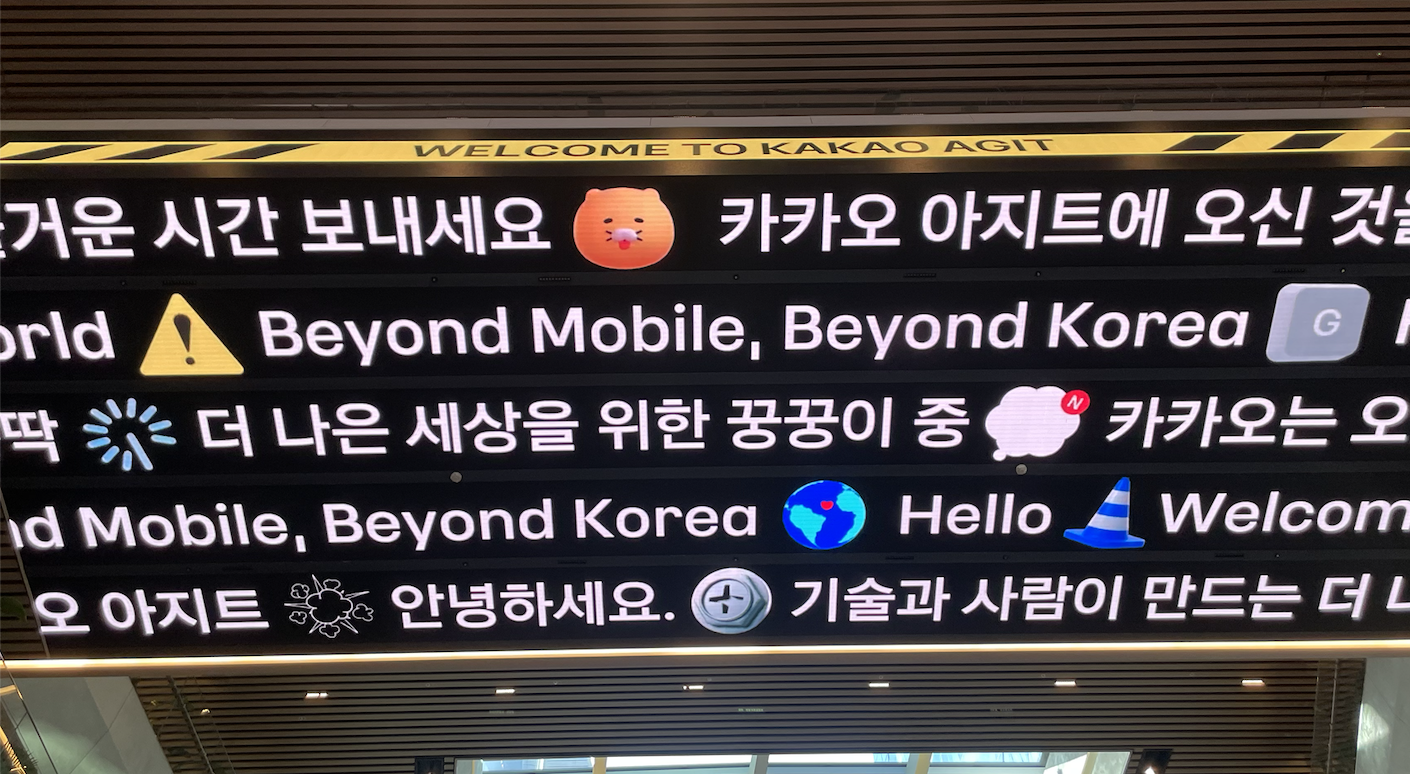 WELCOME TO KAKAO AGIT
시간 보내세요 카카오 아지트에 오신
Beyond Mobile, Beyond Korea G
더 나은 세상을 위한 꿍꿍이 중 N 카카오는
Mobile, Beyond Korea Hello
아지트 안녕하세요. 기술과 사람이 만드는 더